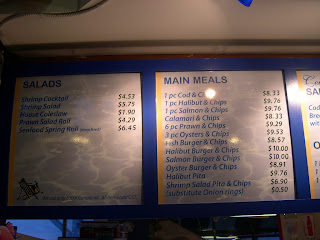 SALADS
Shrimp Cocktail $4.53
Shrimp Salad $5.75
House Coleslaw $1.90
Prawn Salad Roll $4.29
Seafood Spring Roll $6.45
MAIN MEALS
1 pc Cod & Chips $8.33
1 pc Halibut & Chips $9.76
1 pc Salmon & Chips $9.76
Calamari & Chips $8.33
6 pc Prawn & Chips $9.29
3 pc Oysters & Chips $9.53
Fish Burger & Chips $8.57
Halibut Burger & Chips $10.00
Salmon Burger & Chips $10.00
Oyster Burger & Chips $8.91
Halibut Pita $9.76
Shrimp Salad Pita & Chips $6.90
(substitute Onion rings) $0.50